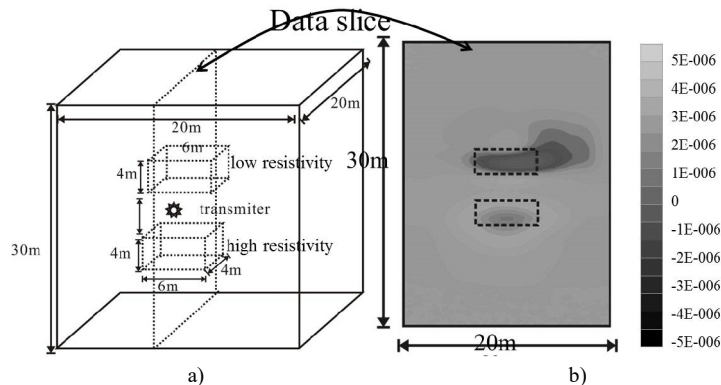 Data slice
20m
20m
6m
low resistivity
4m
transmiter
high resistivity
4m
4m
6m
30m
a)
30m
20m
b)
5E-006
4E-006
3E-006
2E-006
1E-006
0
-1E-006
-2E-006
-3E-006
-4E-006
-5E-006